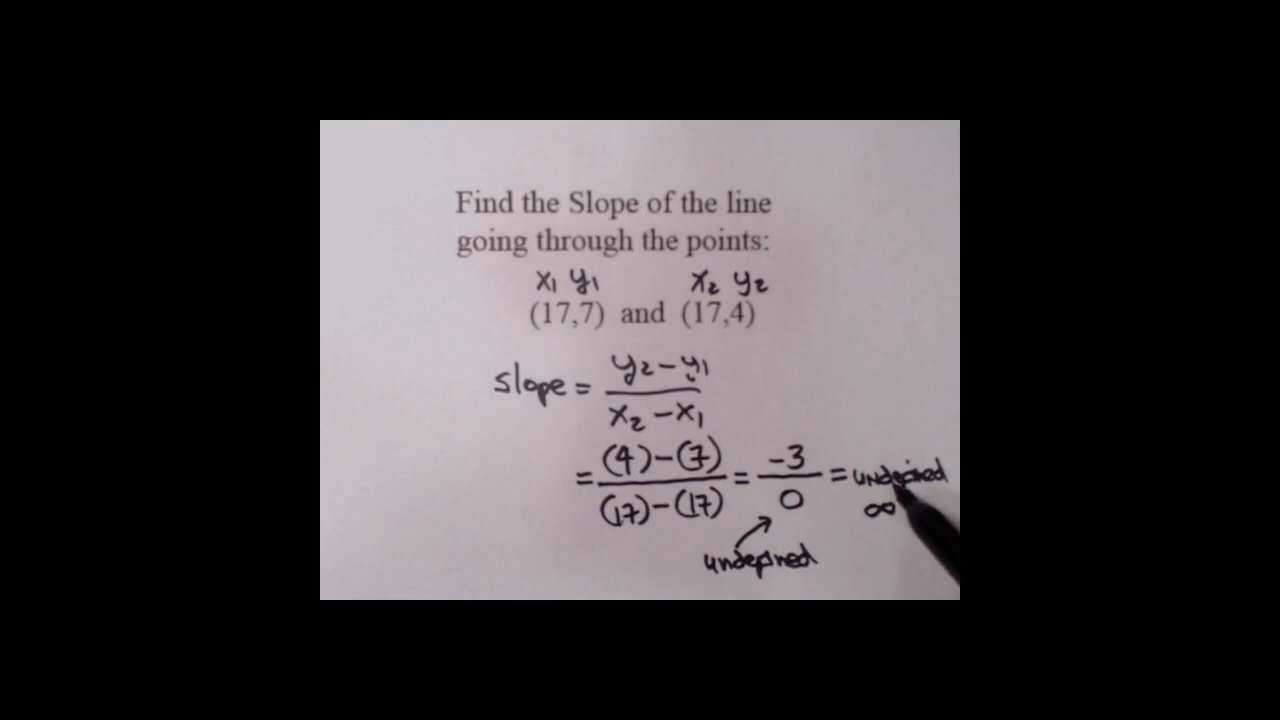 Find the Slope of the line
going through the points:
x₁ y₁ x₂ y₂
(17,7) and (17,4)
slope = y₂ - y₁ / x₂ - x₁
= (4)-(7) / (17)-(17) = -3 / 0 = undefined
∞
undefined